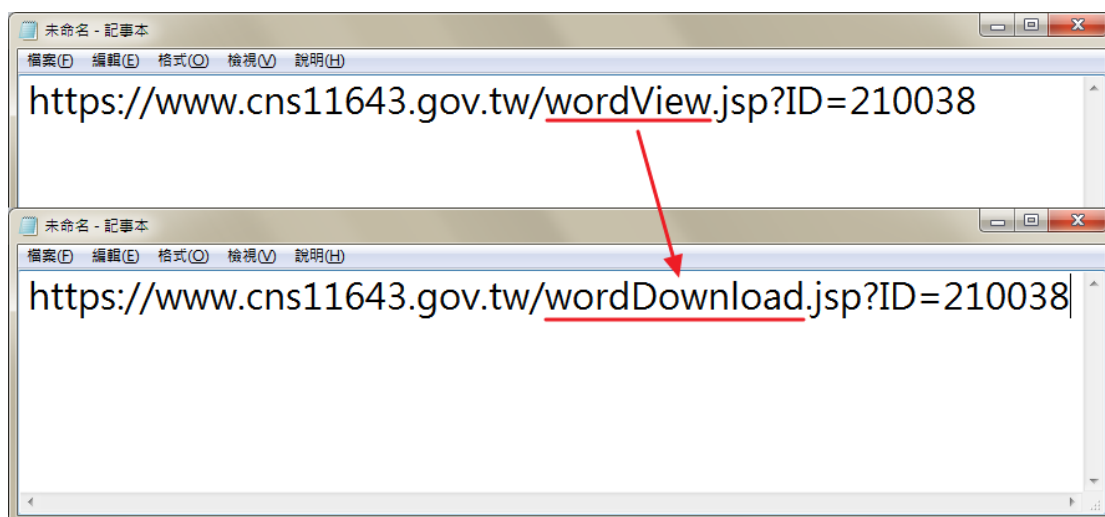 未命名 - 記事本
檔案(F) 編輯(E) 格式(O) 檢視(V) 說明(H)
https://www.cns11643.gov.tw/wordView.jsp?ID=210038
未命名 - 記事本
檔案(F) 編輯(E) 格式(O) 檢視(V) 說明(H)
https://www.cns11643.gov.tw/wordDownload.jsp?ID=210038